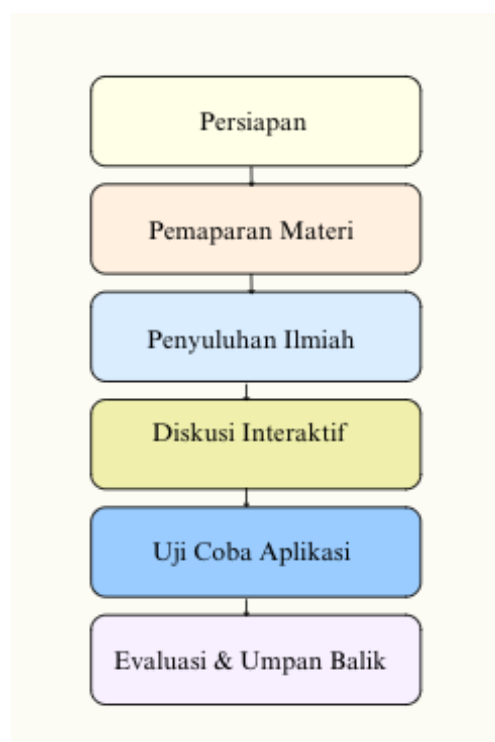 Persiapan
Pemaparan Materi
Penyuluhan Ilmiah
Diskusi Interaktif
Uji Coba Aplikasi
Evaluasi & Umpan Balik